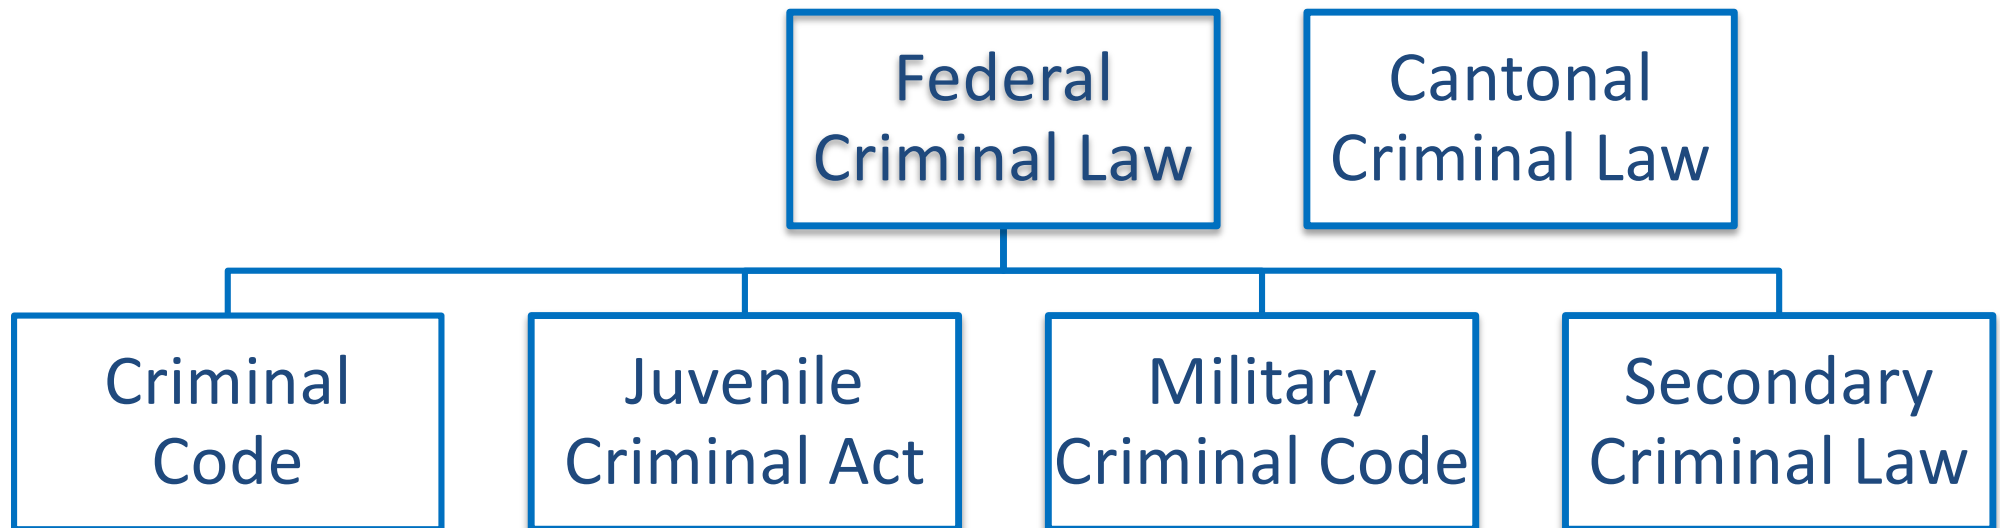 Federal
Criminal Law
Cantonal
Criminal Law
Criminal
Code
Juvenile
Criminal Act
Military
Criminal Code
Secondary
Criminal Law